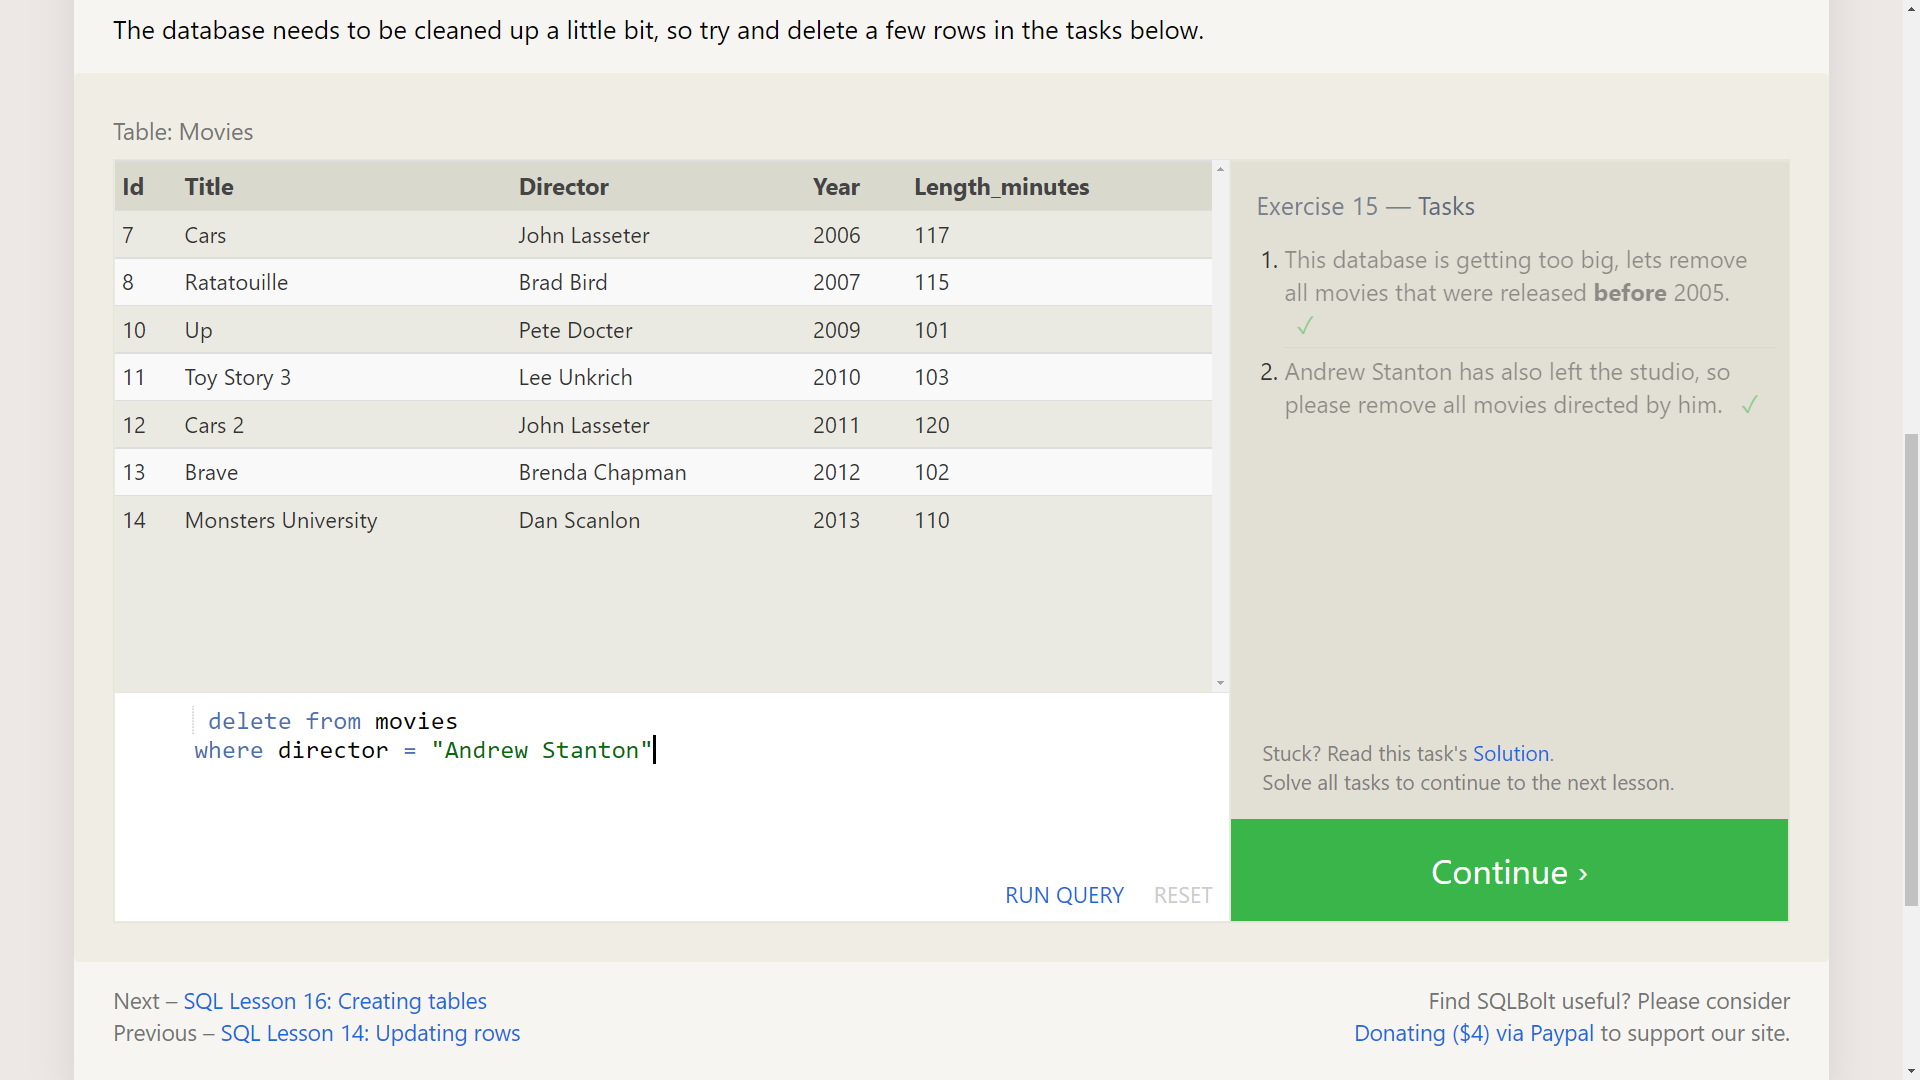 The database needs to be cleaned up a little bit, so try and delete a few rows in the tasks below.
Table: Movies
Id Title Director Year Length_minutes
7 Cars John Lasseter 2006 117
8 Ratatouille Brad Bird 2007 115
10 Up Pete Docter 2009 101
11 Toy Story 3 Lee Unkrich 2010 103
12 Cars 2 John Lasseter 2011 120
13 Brave Brenda Chapman 2012 102
14 Monsters University Dan Scanlon 2013 110
delete from movies
where director = "Andrew Stanton"
RUN QUERY RESET
Exercise 15 — Tasks
1. This database is getting too big, lets remove
all movies that were released before 2005.
✓
2. Andrew Stanton has also left the studio, so
please remove all movies directed by him. ✓
Stuck? Read this task's Solution.
Solve all tasks to continue to the next lesson.
Continue ›
Next – SQL Lesson 16: Creating tables
Previous – SQL Lesson 14: Updating rows
Find SQLBolt useful? Please consider
Donating ($4) via Paypal to support our site.